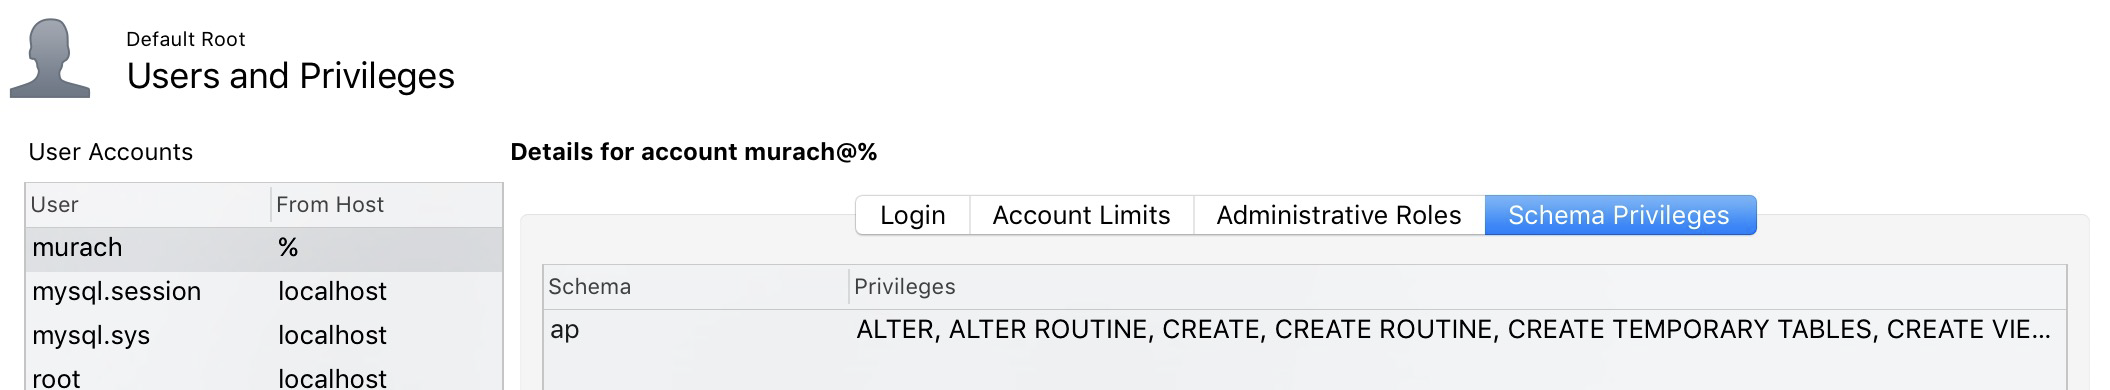 Default Root
Users and Privileges
User Accounts
Details for account murach@%
User From Host
Login Account Limits Administrative Roles Schema Privileges
murach %
mysql.session localhost
Schema Privileges
mysql.sys localhost
ap ALTER, ALTER ROUTINE, CREATE, CREATE ROUTINE, CREATE TEMPORARY TABLES, CREATE VIE...
root localhost